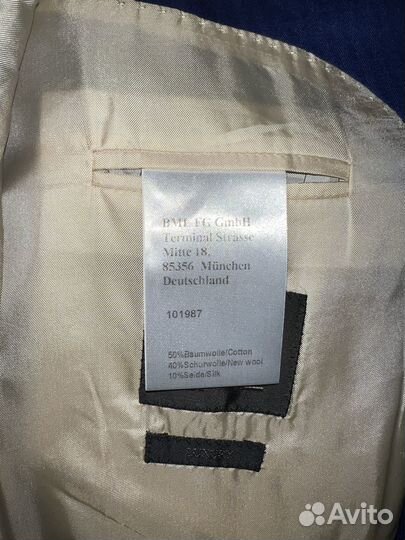 BML FG GmbH
Terminal Strasse
Mitte 18,
85356 München
Deutschland
101987
50%Baumwolle/Cotton
40%Schurwolle/New wool
10%Seide/Silk
LUXURY
Avito